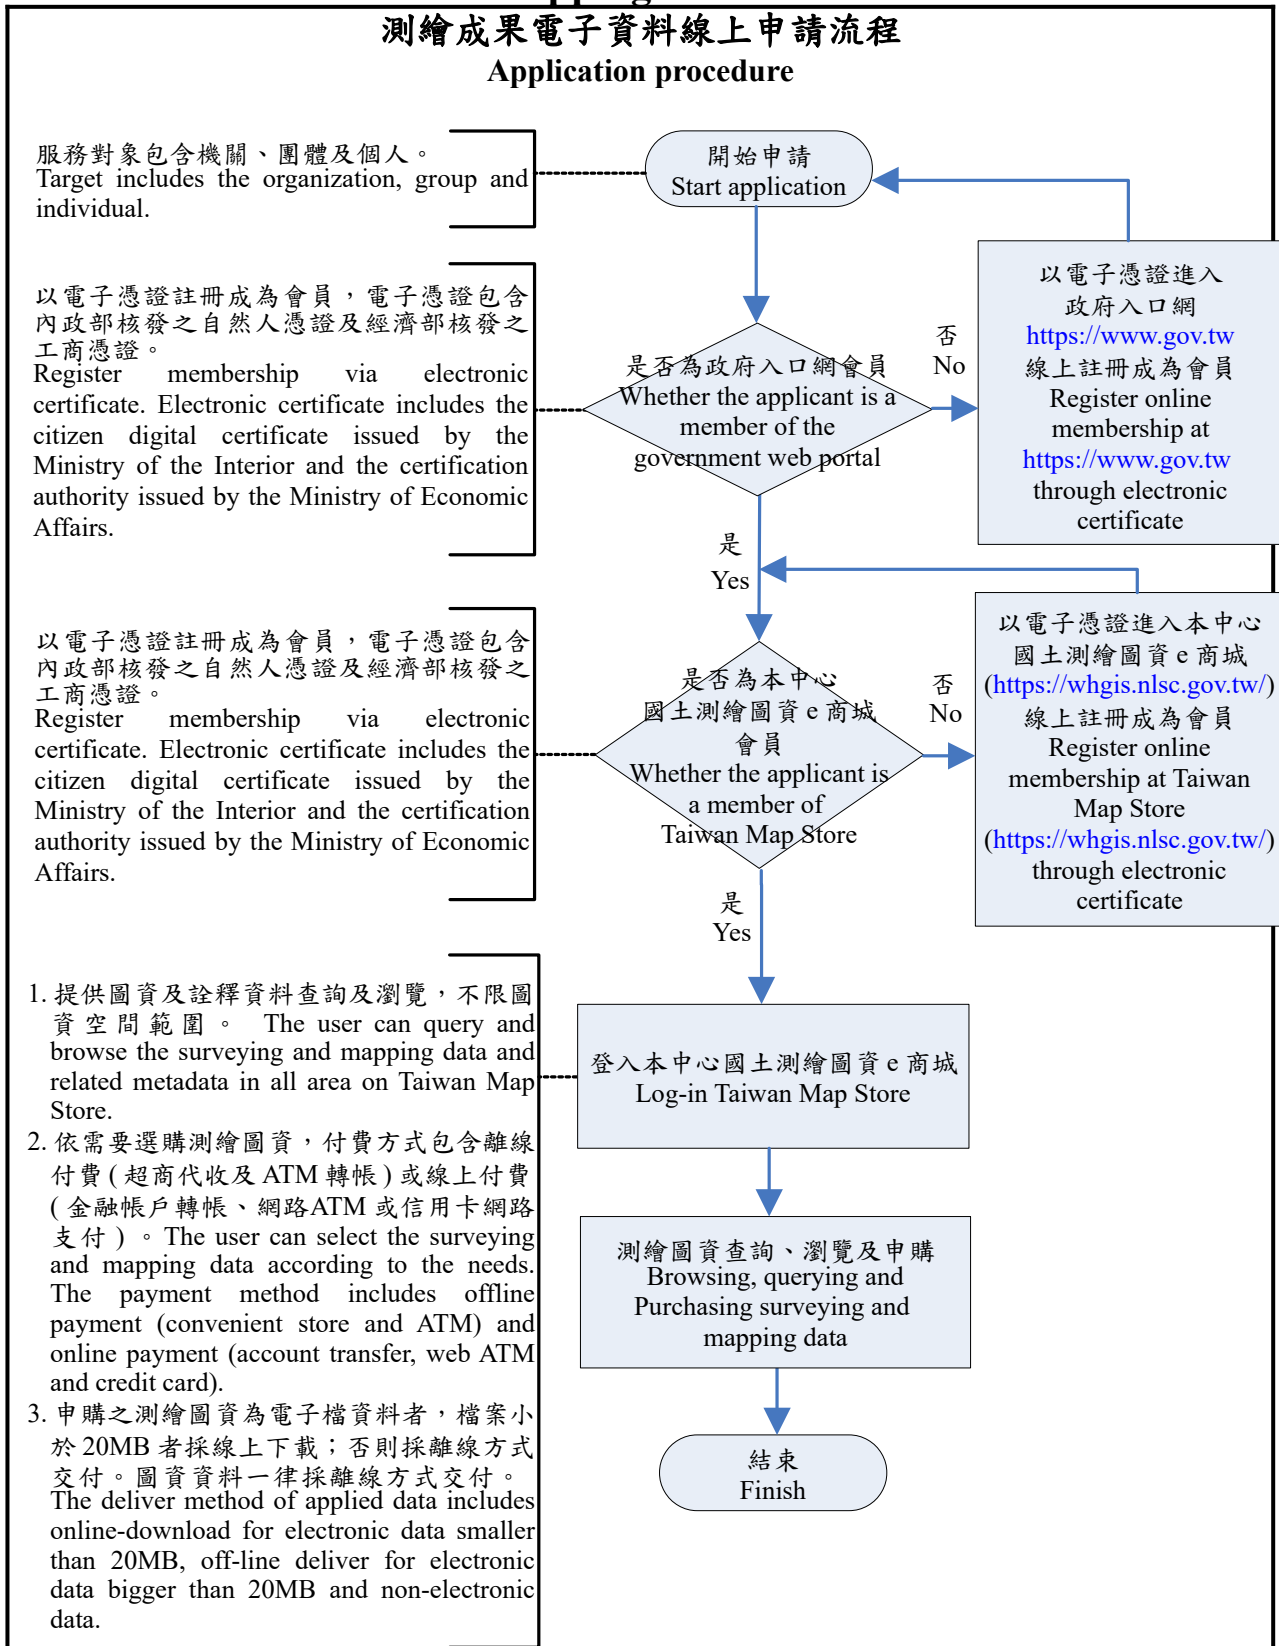 測繪成果電子資料線上申請流程
Application procedure
服務對象包含機關、團體及個人。
Target includes the organization, group and
individual.
開始申請
Start application
以電子憑證註冊成為會員，電子憑證包含
內政部核發之自然人憑證及經濟部核發之
工商憑證。
Register membership via electronic
certificate. Electronic certificate includes the
citizen digital certificate issued by the
Ministry of the Interior and the certification
authority issued by the Ministry of Economic
Affairs.
是否為政府入口網會員
Whether the applicant is a
member of the
government web portal
否
No
以電子憑證進入
政府入口網
https://www.gov.tw
線上註冊成為會員
Register online
membership at
https://www.gov.tw
through electronic
certificate
是
Yes
以電子憑證註冊成為會員，電子憑證包含
內政部核發之自然人憑證及經濟部核發之
工商憑證。
Register membership via electronic
certificate. Electronic certificate includes the
citizen digital certificate issued by the
Ministry of the Interior and the certification
authority issued by the Ministry of Economic
Affairs.
是否為本中心
國土測繪圖資 e 商城
會員
Whether the applicant is
a member of
Taiwan Map Store
否
No
以電子憑證進入本中心
國土測繪圖資 e 商城
(https://whgis.nlsc.gov.tw/)
線上註冊成為會員
Register online
membership at Taiwan
Map Store
(https://whgis.nlsc.gov.tw/)
through electronic
certificate
是
Yes
1. 提供圖資及詮釋資料查詢及瀏覽，不限圖
資空間範圍。 The user can query and
browse the surveying and mapping data and
related metadata in all area on Taiwan Map
Store.
2. 依需要選購測繪圖資，付費方式包含離線
付費 ( 超商代收及 ATM 轉帳 ) 或線上付費
( 金融帳戶轉帳、網路ATM 或信用卡網路
支付 ) 。The user can select the surveying
and mapping data according to the needs.
The payment method includes offline
payment (convenient store and ATM) and
online payment (account transfer, web ATM
and credit card).
3. 申購之測繪圖資為電子檔資料者，檔案小
於 20MB 者採線上下載；否則採離線方式
交付。圖資資料一律採離線方式交付。
The deliver method of applied data includes
online-download for electronic data smaller
than 20MB, off-line deliver for electronic
data bigger than 20MB and non-electronic
data.
登入本中心國土測繪圖資 e 商城
Log-in Taiwan Map Store
測繪圖資查詢、瀏覽及申購
Browsing, querying and
Purchasing surveying and
mapping data
結束
Finish